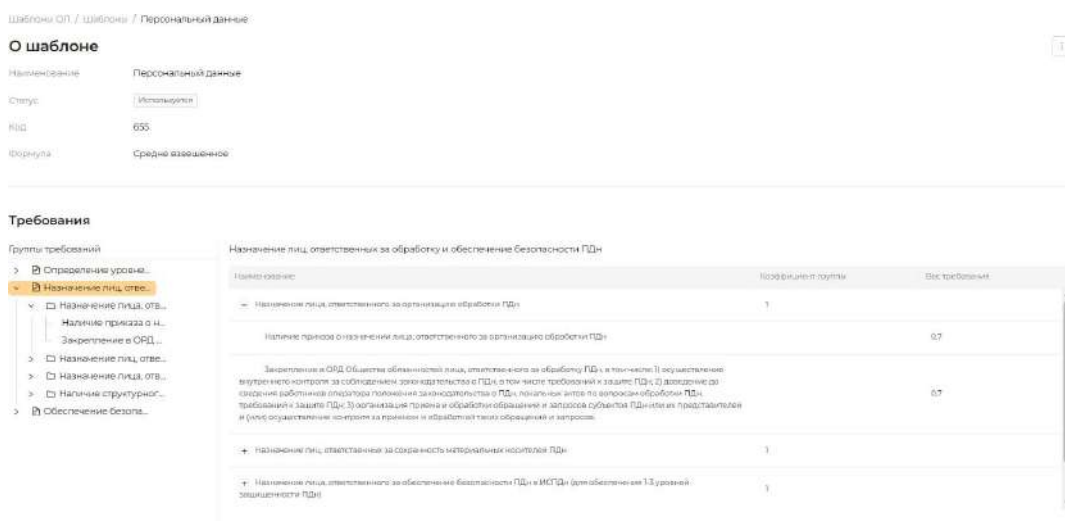 Шаблоны ОП / Шаблоны / Персональный данные
О шаблоне
Наименование Персональный данные
Статус Используется
Код 655
Формула Средне взвешенное
Требования
Группы требований
Определение уровне...
Назначение лиц, отве...
Назначение лица, отв...
Наличие приказа о н...
Закрепление в ОРД ...
Назначение лиц, отве...
Назначение лица, отв...
Наличие структурног...
Обеспечение безопа...
Назначение лиц, ответственных за обработку и обеспечение безопасности ПДн
Наименование Коэффициент группы Вес требования
− Назначение лица, ответственного за организацию обработки ПДн 1
Наличие приказа о назначении лица, ответственного за организацию обработки ПДн 0,7
Закрепление в ОРД Общества обязанностей лица, ответственного за обработку ПДн, в том числе: 1) осуществление
внутреннего контроля за соблюдением законодательства о ПДн, в том числе требований к защите ПДн; 2) доведение до
сведения работников оператора положения законодательства о ПДн, локальных актов по вопросам обработки ПДн,
требований к защите ПДн; 3) организация приема и обработки обращений и запросов субъектов ПДн или их представителей
и (или) осуществление контроля за приемом и обработкой таких обращений и запросов. 0,7
+ Назначение лиц, ответственных за сохранность материальных носителей ПДн 1
+ Назначение лица, ответственного за обеспечение безопасности ПДн в ИСПДн (для обеспечения 1-3 уровней
защищенности ПДн) 1